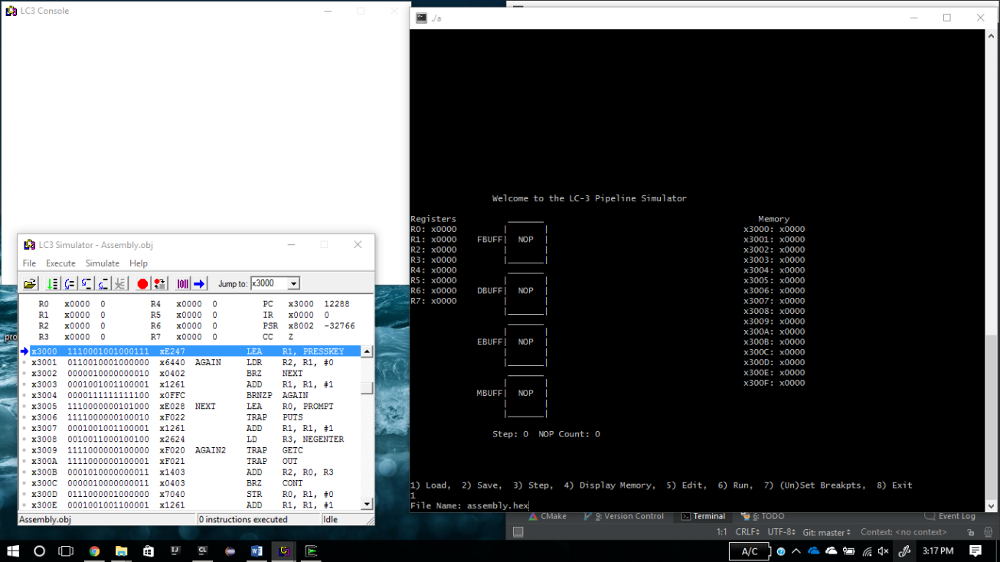 LC3 Console
./a
Welcome to the LC-3 Pipeline Simulator
Registers
R0: x0000
R1: x0000
R2: x0000
R3: x0000
R4: x0000
R5: x0000
R6: x0000
R7: x0000
FBUFF NOP
DBUFF NOP
EBUFF NOP
MBUFF NOP
Memory
x3000: x0000
x3001: x0000
x3002: x0000
x3003: x0000
x3004: x0000
x3005: x0000
x3006: x0000
x3007: x0000
x3008: x0000
x3009: x0000
x300A: x0000
x300B: x0000
x300C: x0000
x300D: x0000
x300E: x0000
x300F: x0000
Step: 0 NOP Count: 0
1) Load, 2) Save, 3) Step, 4) Display Memory, 5) Edit, 6) Run, 7) (Un)Set Breakpts, 8) Exit
1
File Name: assembly.hex
LC3 Simulator - Assembly.obj
File Execute Simulate Help
Jump to: x3000
R0 x0000 0 R4 x0000 0 PC x3000 12288
R1 x0000 0 R5 x0000 0 IR x0000 0
R2 x0000 0 R6 x0000 0 PSR x8002 -32766
R3 x0000 0 R7 x0000 0 CC Z
x3000 1110001001000111 xE247 LEA R1, PRESSKEY
x3001 0110010001000000 x6440 AGAIN LDR R2, R1, #0
x3002 0000010000000010 x0402 BRZ NEXT
x3003 0001001001100001 x1261 ADD R1, R1, #1
x3004 0000111111111100 x0FFC BRNZP AGAIN
x3005 1110000000101000 xE028 NEXT LEA R0, PROMPT
x3006 1111000000100010 xF022 TRAP PUTS
x3007 0001001001100001 x1261 ADD R1, R1, #1
x3008 0010011000100100 x2624 LD R3, NEGENTER
x3009 1111000000100000 xF020 AGAIN2 TRAP GETC
x300A 1111000000100001 xF021 TRAP OUT
x300B 0001010000000011 x1403 ADD R2, R0, R3
x300C 0000010000000011 x0403 BRZ CONT
x300D 0111000001000000 x7040 STR R0, R1, #0
x300E 0001001001100001 x1261 ADD R1, R1, #1
Assembly.obj 0 instructions executed Idle
pro
CMake 9: Version Control Terminal 6: TODO Event Log
1:1 CRLF UTF-8 Git: master Context: <no context>
IJ CL A/C 3:17 PM